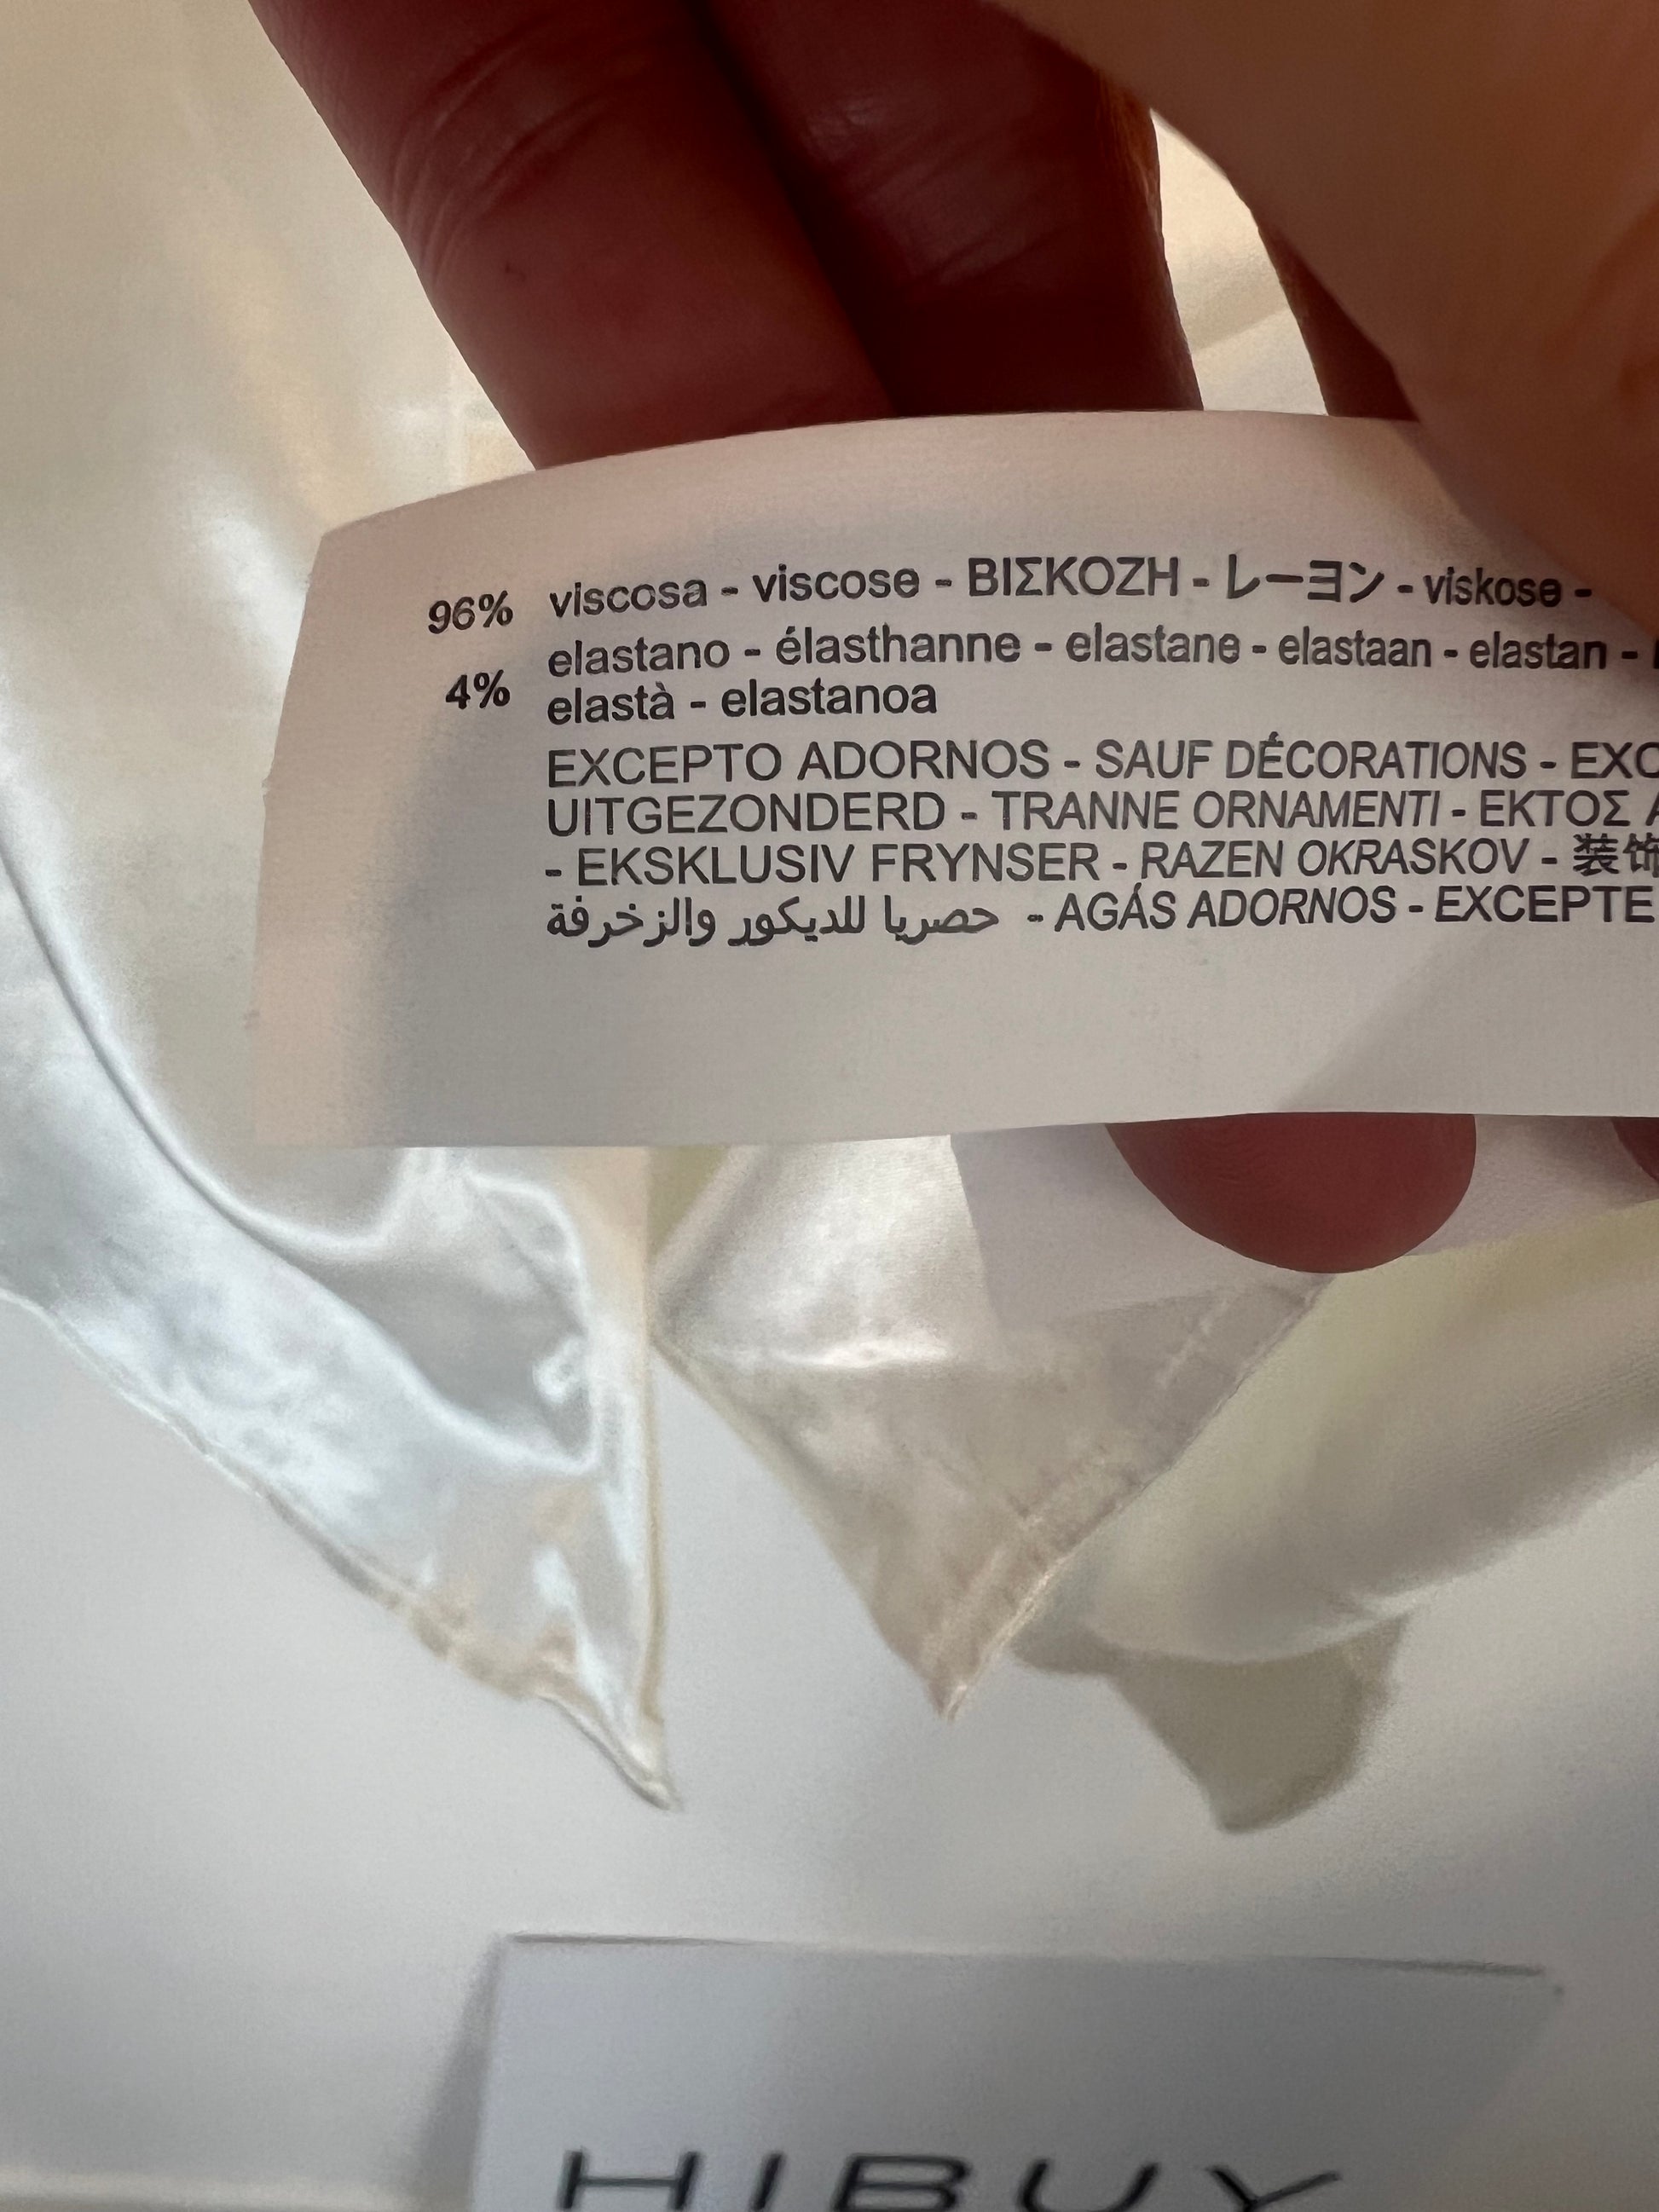 96% viscosa - viscose - ΒΙΣΚΟΖΗ - レーヨン - viskose -
4% elastano - élasthanne - elastane - elastaan - elastan -
elastà - elastanoa
EXCEPTO ADORNOS - SAUF DÉCORATIONS -
UITGEZONDERD - TRANNE ORNAMENTI - ΕΚΤΟΣ
- EKSKLUSIV FRYNSER - RAZEN OKRASKOV - 装饰
حصريا للديكور والزخرفة - AGÁS ADORNOS - EXCEPTE
HIBUY